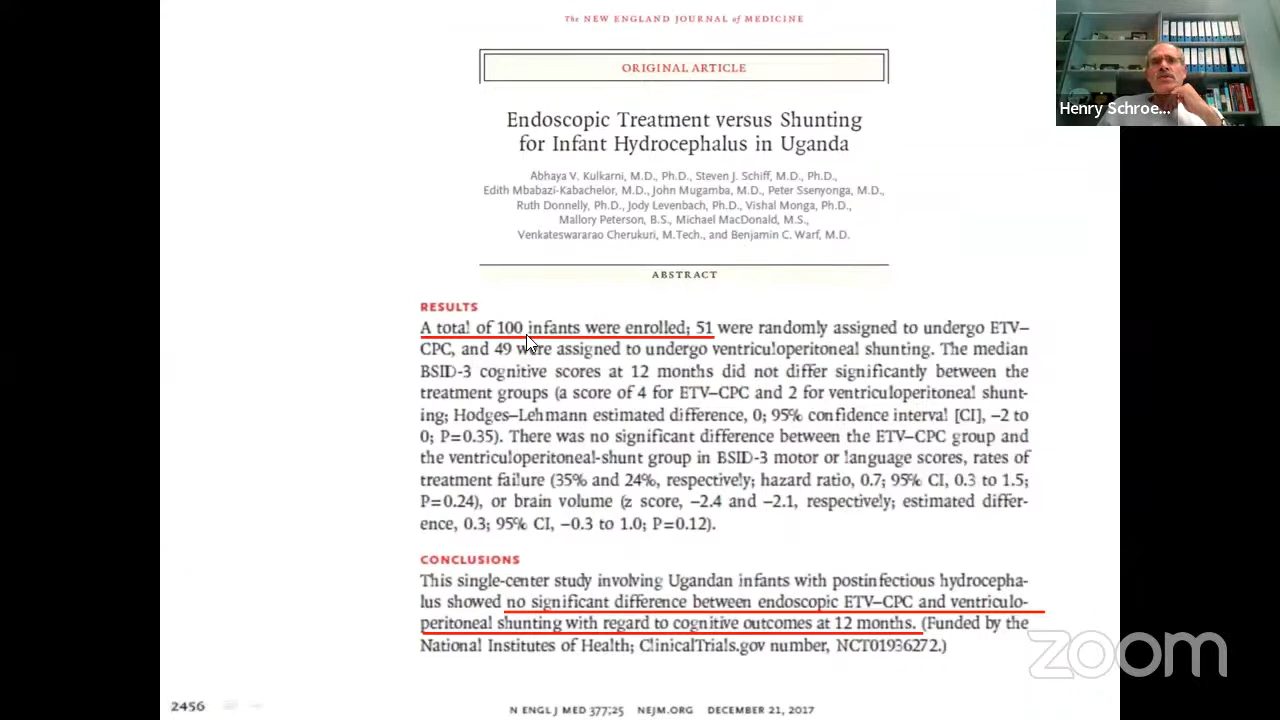 The NEW ENGLAND JOURNAL of MEDICINE
ORIGINAL ARTICLE
Endoscopic Treatment versus Shunting
for Infant Hydrocephalus in Uganda
Abhaya V. Kulkarni, M.D., Ph.D., Steven J. Schiff, M.D., Ph.D.,
Edith Mbabazi-Kabachelor, M.D., John Mugamba, M.D., Peter Ssenyonga, M.D.,
Ruth Donnelly, Ph.D., Jody Levenbach, Ph.D., Vishal Monga, Ph.D.,
Mallory Peterson, B.S., Michael MacDonald, M.S.,
Venkateswararao Cherukuri, M.Tech., and Benjamin C. Warf, M.D.
ABSTRACT
RESULTS
A total of 100 infants were enrolled; 51 were randomly assigned to undergo ETV–
CPC, and 49 were assigned to undergo ventriculoperitoneal shunting. The median
BSID-3 cognitive scores at 12 months did not differ significantly between the
treatment groups (a score of 4 for ETV–CPC and 2 for ventriculoperitoneal shunt-
ing; Hodges–Lehmann estimated difference, 0; 95% confidence interval [CI], −2 to
0; P=0.35). There was no significant difference between the ETV–CPC group and
the ventriculoperitoneal-shunt group in BSID-3 motor or language scores, rates of
treatment failure (35% and 24%, respectively; hazard ratio, 0.7; 95% CI, 0.3 to 1.5;
P=0.24), or brain volume (z score, −2.4 and −2.1, respectively; estimated differ-
ence, 0.3; 95% CI, −0.3 to 1.0; P=0.12).
CONCLUSIONS
This single-center study involving Ugandan infants with postinfectious hydrocepha-
lus showed no significant difference between endoscopic ETV–CPC and ventriculo-
peritoneal shunting with regard to cognitive outcomes at 12 months. (Funded by the
National Institutes of Health; ClinicalTrials.gov number, NCT01936272.)
2456
N ENGL J MED 377;25 NEJM.ORG DECEMBER 21, 2017
Henry Schroe...
zoom